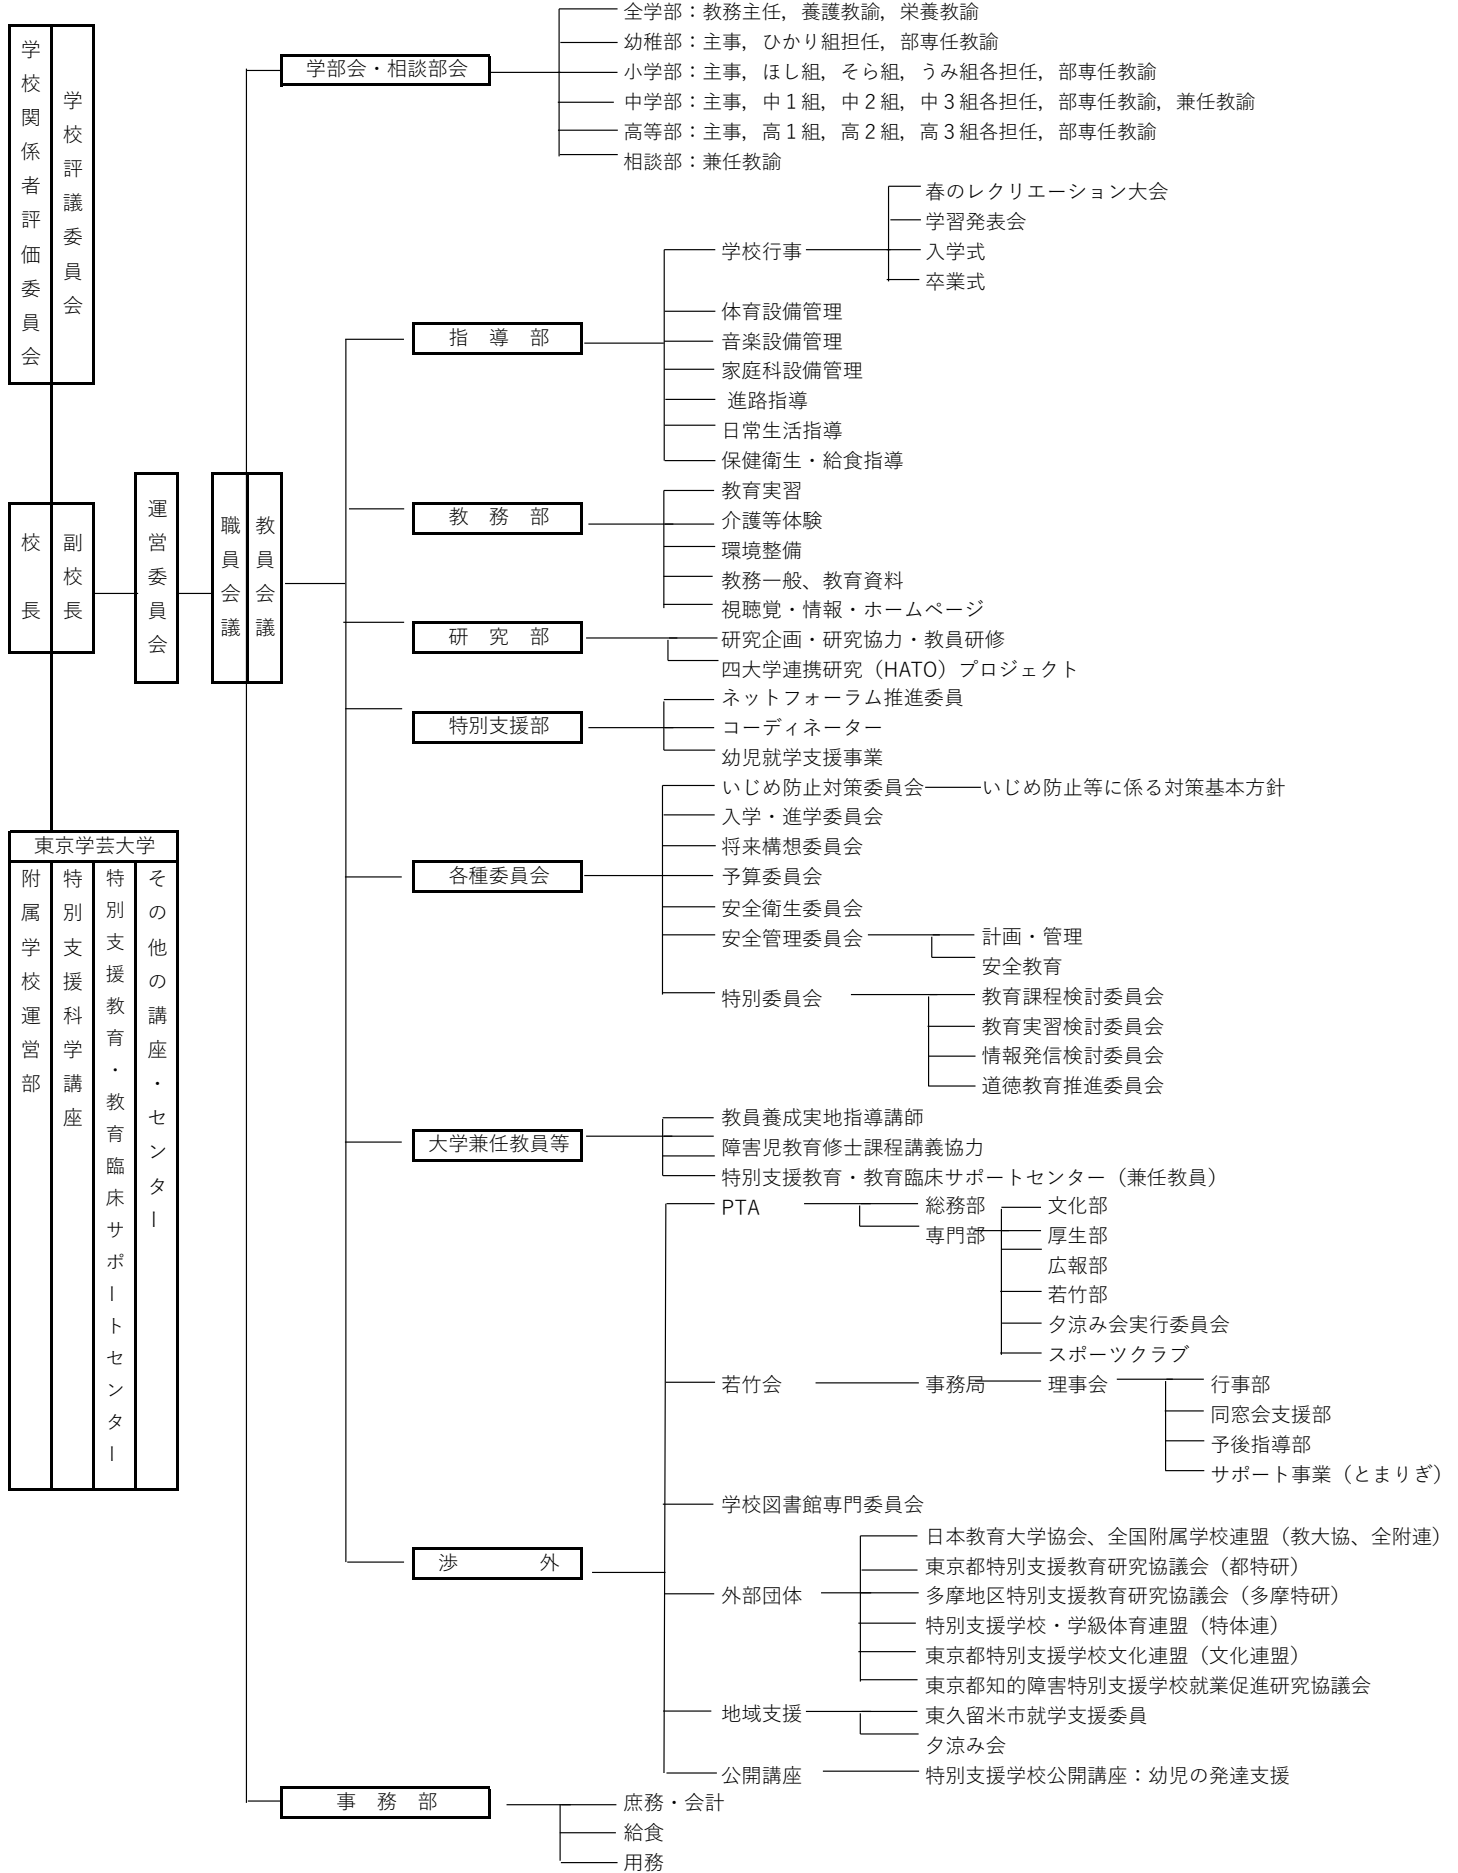 学校関係者評価委員会
学校評議委員会
校　長
副校長
運営委員会
職員会議
教員会議
東京学芸大学
附属学校運営部
特別支援科学講座
特別支援教育・教育臨床サポートセンター
その他の講座・センター
学部会・相談部会
全学部：教務主任，養護教諭，栄養教諭
幼稚部：主事，ひかり組担任，部専任教諭
小学部：主事，ほし組，そら組，うみ組各担任，部専任教諭
中学部：主事，中１組，中２組，中３組各担任，部専任教諭，兼任教諭
高等部：主事，高１組，高２組，高３組各担任，部専任教諭
相談部：兼任教諭
指　導　部
学校行事
春のレクリエーション大会
学習発表会
入学式
卒業式
体育設備管理
音楽設備管理
家庭科設備管理
進路指導
日常生活指導
保健衛生・給食指導
教　務　部
教育実習
介護等体験
環境整備
教務一般、教育資料
視聴覚・情報・ホームページ
研　究　部
研究企画・研究協力・教員研修
四大学連携研究（HATO）プロジェクト
特別支援部
ネットフォーラム推進委員
コーディネーター
幼児就学支援事業
各種委員会
いじめ防止対策委員会
いじめ防止等に係る対策基本方針
入学・進学委員会
将来構想委員会
予算委員会
安全衛生委員会
安全管理委員会
計画・管理
安全教育
特別委員会
教育課程検討委員会
教育実習検討委員会
情報発信検討委員会
道徳教育推進委員会
大学兼任教員等
教員養成実地指導講師
障害児教育修士課程講義協力
特別支援教育・教育臨床サポートセンター（兼任教員）
渉　外
PTA
総務部
専門部
文化部
厚生部
広報部
若竹部
夕涼み会実行委員会
スポーツクラブ
若竹会
事務局
理事会
行事部
同窓会支援部
予後指導部
サポート事業（とまりぎ）
学校図書館専門委員会
外部団体
日本教育大学協会、全国附属学校連盟（教大協、全附連）
東京都特別支援教育研究協議会（都特研）
多摩地区特別支援教育研究協議会（多摩特研）
特別支援学校・学級体育連盟（特体連）
東京都特別支援学校文化連盟（文化連盟）
東京都知的障害特別支援学校就業促進研究協議会
地域支援
東久留米市就学支援委員
夕涼み会
公開講座
特別支援学校公開講座：幼児の発達支援
事　務　部
庶務・会計
給食
用務